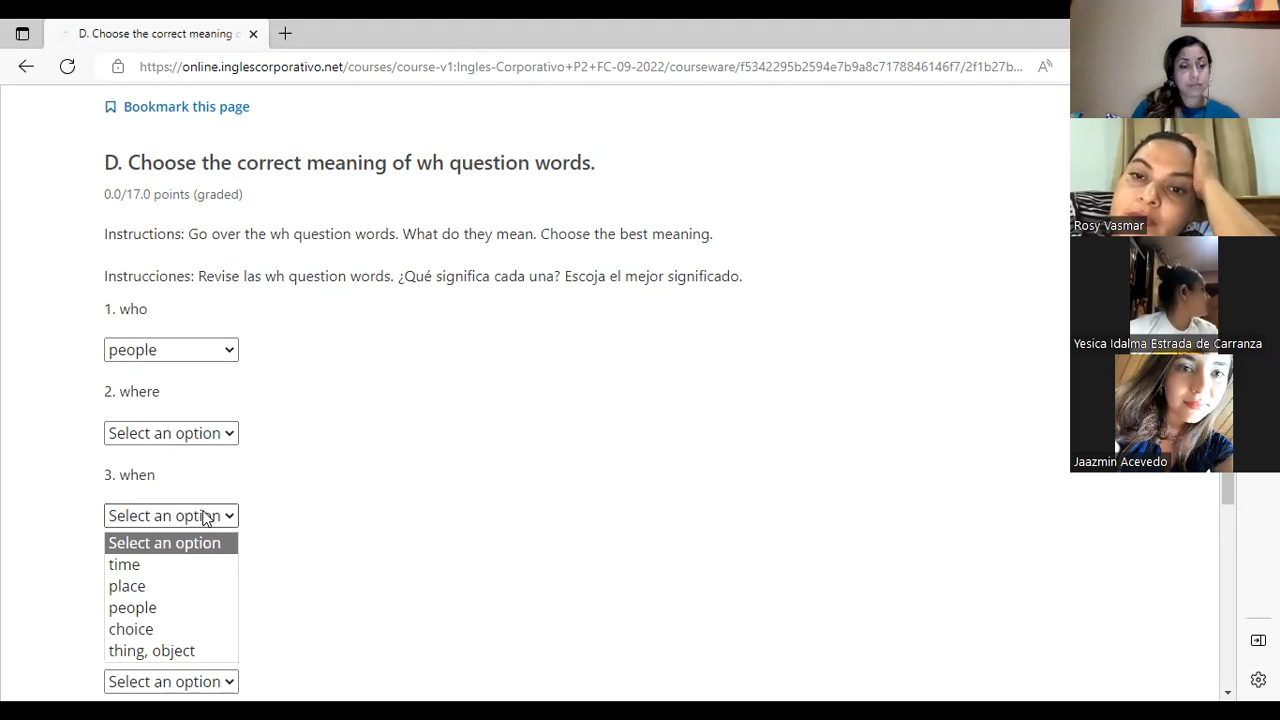 D. Choose the correct meaning o
https://online.inglescorporativo.net/courses/course-v1:Ingles-Corporativo+P2+FC-09-2022/courseware/f5342295b2594e7b9a8c7178846146f7/2f1b27b...
Bookmark this page
D. Choose the correct meaning of wh question words.
0.0/17.0 points (graded)
Instructions: Go over the wh question words. What do they mean. Choose the best meaning.
Instrucciones: Revise las wh question words. ¿Qué significa cada una? Escoja el mejor significado.
1. who
people
2. where
Select an option
3. when
Select an option
Select an option
time
place
people
choice
thing, object
Select an option
Rosy Vasmar
Yesica Idalma Estrada de Carranza
Jaazmin Acevedo